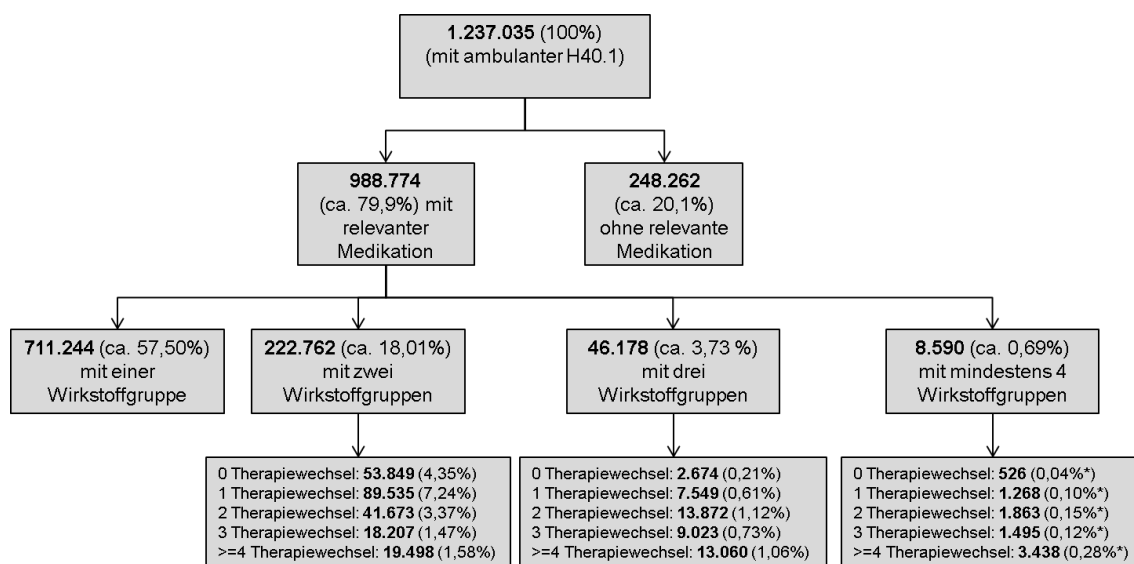 1.237.035 (100%)
(mit ambulanter H40.1)
988.774
(ca. 79,9%) mit
relevanter
Medikation
248.262
(ca. 20,1%)
ohne relevante
Medikation
711.244 (ca. 57,50%)
mit einer
Wirkstoffgruppe
222.762 (ca. 18,01%)
mit zwei
Wirkstoffgruppen
46.178 (ca. 3,73 %)
mit drei
Wirkstoffgruppen
8.590 (ca. 0,69%)
mit mindestens 4
Wirkstoffgruppen
0 Therapiewechsel: 53.849 (4,35%)
1 Therapiewechsel: 89.535 (7,24%)
2 Therapiewechsel: 41.673 (3,37%)
3 Therapiewechsel: 18.207 (1,47%)
>=4 Therapiewechsel: 19.498 (1,58%)
0 Therapiewechsel: 2.674 (0,21%)
1 Therapiewechsel: 7.549 (0,61%)
2 Therapiewechsel: 13.872 (1,12%)
3 Therapiewechsel: 9.023 (0,73%)
>=4 Therapiewechsel: 13.060 (1,06%)
0 Therapiewechsel: 526 (0,04%*)
1 Therapiewechsel: 1.268 (0,10%*)
2 Therapiewechsel: 1.863 (0,15%*)
3 Therapiewechsel: 1.495 (0,12%*)
>=4 Therapiewechsel: 3.438 (0,28%*)